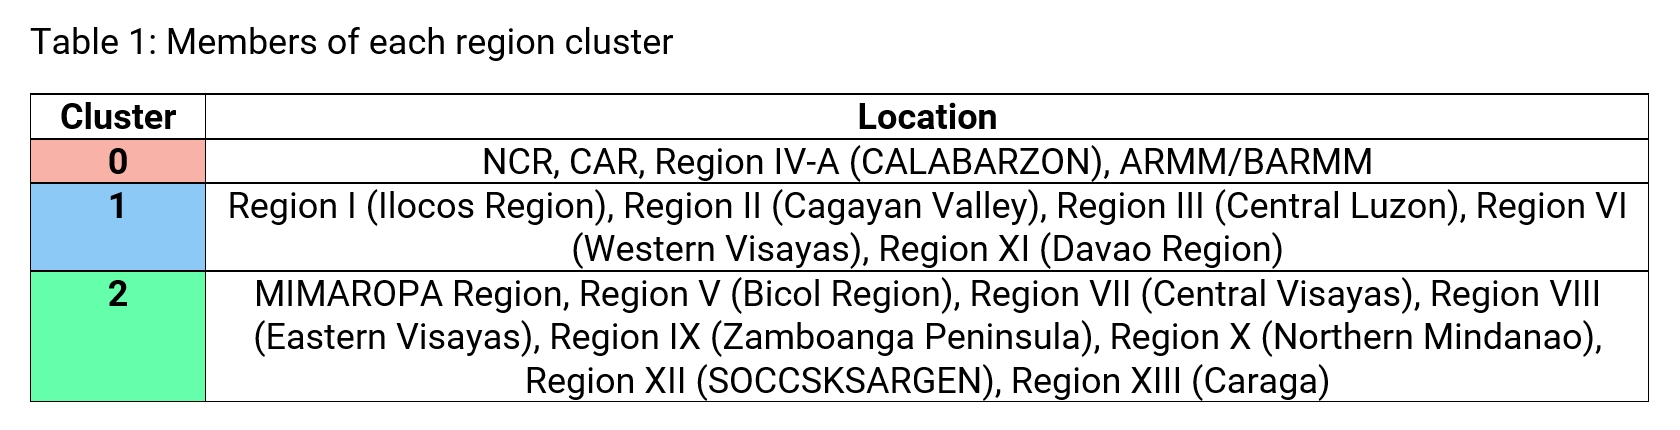 Table 1: Members of each region cluster
Cluster Location
0 NCR, CAR, Region IV-A (CALABARZON), ARMM/BARMM
1 Region I (Ilocos Region), Region II (Cagayan Valley), Region III (Central Luzon), Region VI
(Western Visayas), Region XI (Davao Region)
2 MIMAROPA Region, Region V (Bicol Region), Region VII (Central Visayas), Region VIII
(Eastern Visayas), Region IX (Zamboanga Peninsula), Region X (Northern Mindanao),
Region XII (SOCCSKSARGEN), Region XIII (Caraga)